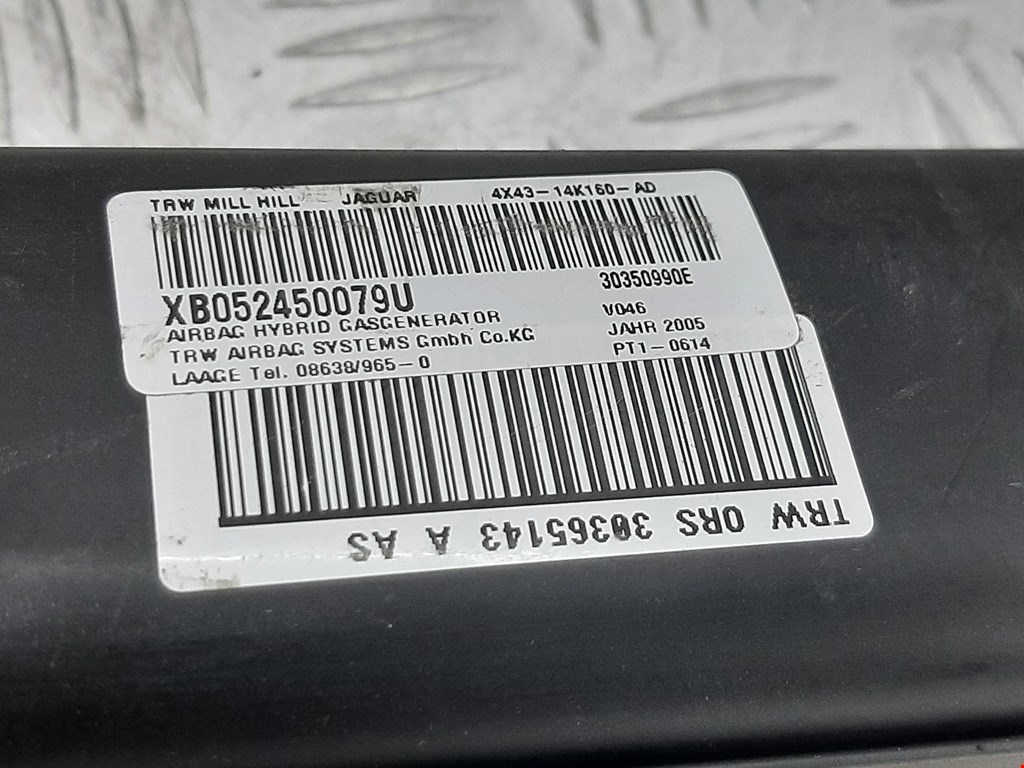 TRW MILL HILL JAGUAR 4X43-14K160-AD
XB052450079U 30350990E
AIRBAG HYBRID GASGENERATOR V046
TRW AIRBAG SYSTEMS GmbH Co.KG JAHR 2005
LAAGE Tel. 08638/965-0 PT1-0614
TRW ORS 30365143 A AS